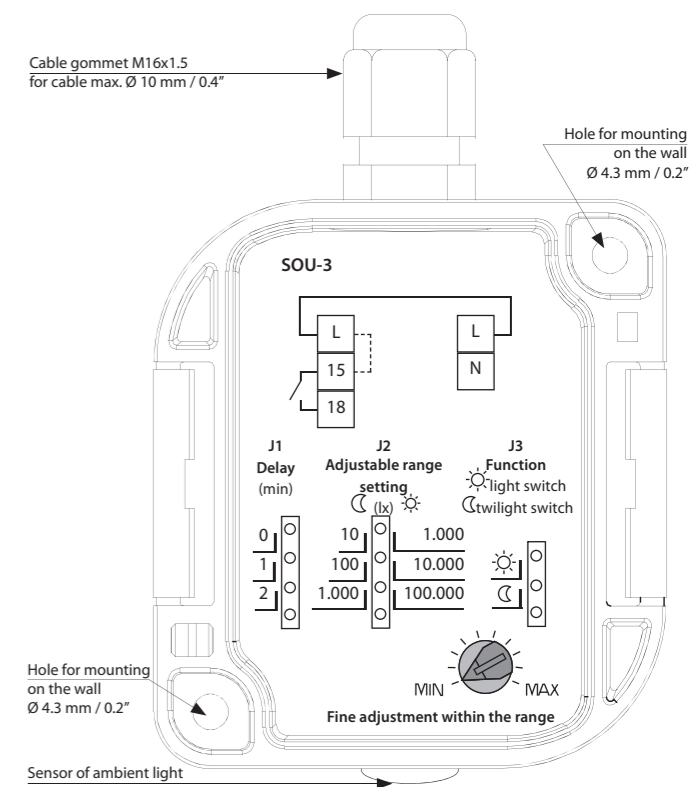 Cable gommet M16x1.5
for cable max. Ø 10 mm / 0.4”
Hole for mounting
on the wall
Ø 4.3 mm / 0.2”
SOU-3
L
L
15
N
18
J1
Delay
(min)
J2
Adjustable range
setting
(lx)
J3
Function
light switch
twilight switch
0
10
1.000
1
100
10.000
2
1.000
100.000
MIN
MAX
Fine adjustment within the range
Hole for mounting
on the wall
Ø 4.3 mm / 0.2”
Sensor of ambient light